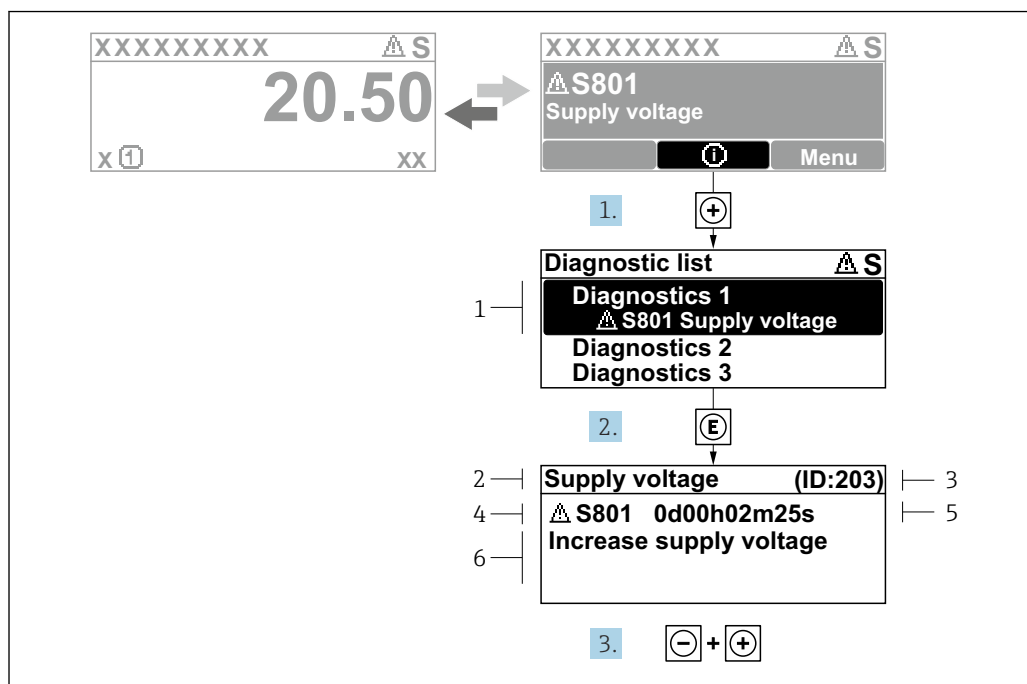 XXXXXXXXX ⚠ S
20.50
x ① xx
XXXXXXXXX ⚠ S
⚠ S801
Supply voltage
ⓘ Menu
1. ⊕
Diagnostic list ⚠ S
1
Diagnostics 1
⚠ S801 Supply voltage
Diagnostics 2
Diagnostics 3
2. Ⓔ
2 Supply voltage (ID:203) 3
4 ⚠ S801 0d00h02m25s 5
6 Increase supply voltage
3. ⊖ + ⊕